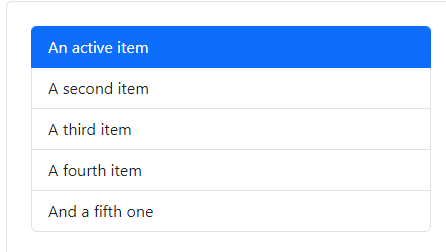 An active item
A second item
A third item
A fourth item
And a fifth one